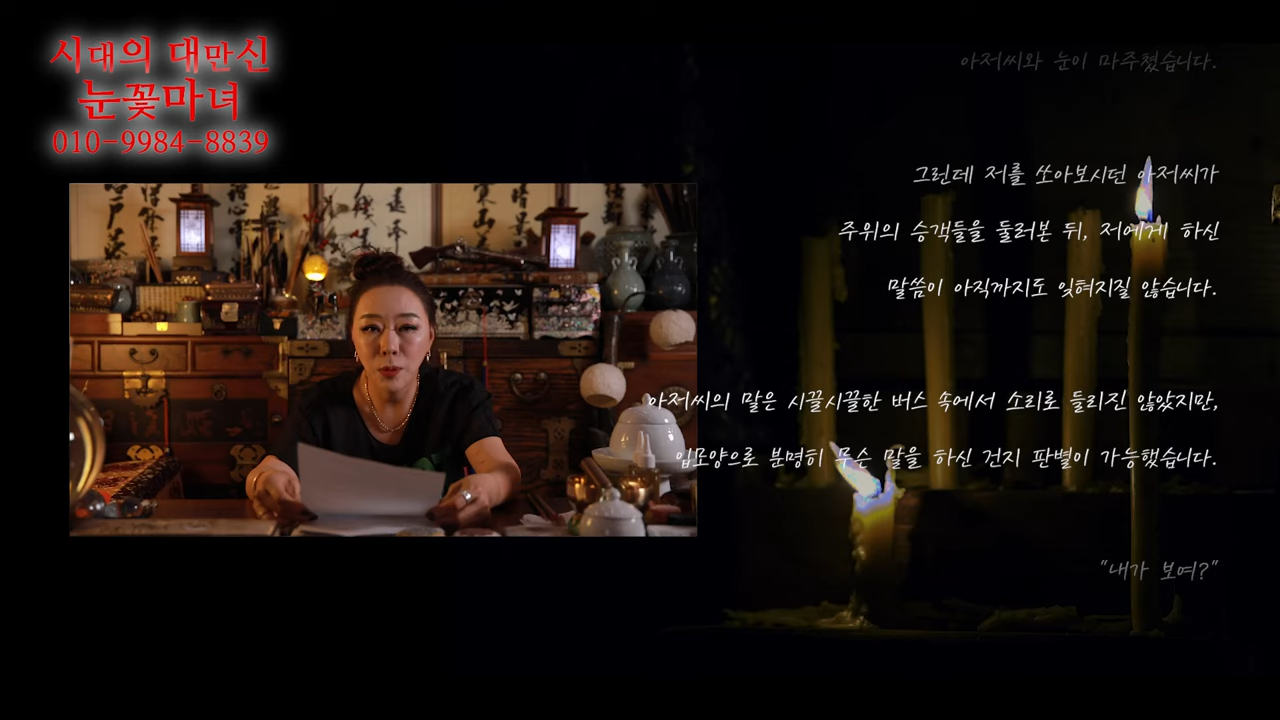 시대의 대만신
눈꽃마녀
010-9984-8839
아저씨와 눈이 마주쳤습니다.
그런데 저를 쏘아보시던 아저씨가
주위의 승객들을 둘러본 뒤, 저에게 하신
말씀이 아직까지도 잊혀지질 않습니다.
아저씨의 말은 시끌시끌한 버스 속에서 소리로 들리진 않았지만,
입모양으로 분명히 무슨 말을 하신 건지 판별이 가능했습니다.
"내가 보여?"